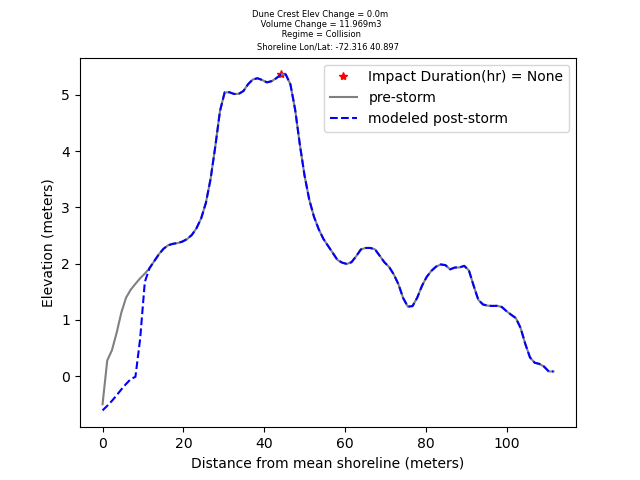 Dune Crest Elev Change = 0.0m
Volume Change = 11.969m3
Regime = Collision
Shoreline Lon/Lat: -72.316 40.897
Impact Duration(hr) = None
pre-storm
modeled post-storm
Elevation (meters)
5
4
3
2
1
0
0 20 40 60 80 100
Distance from mean shoreline (meters)